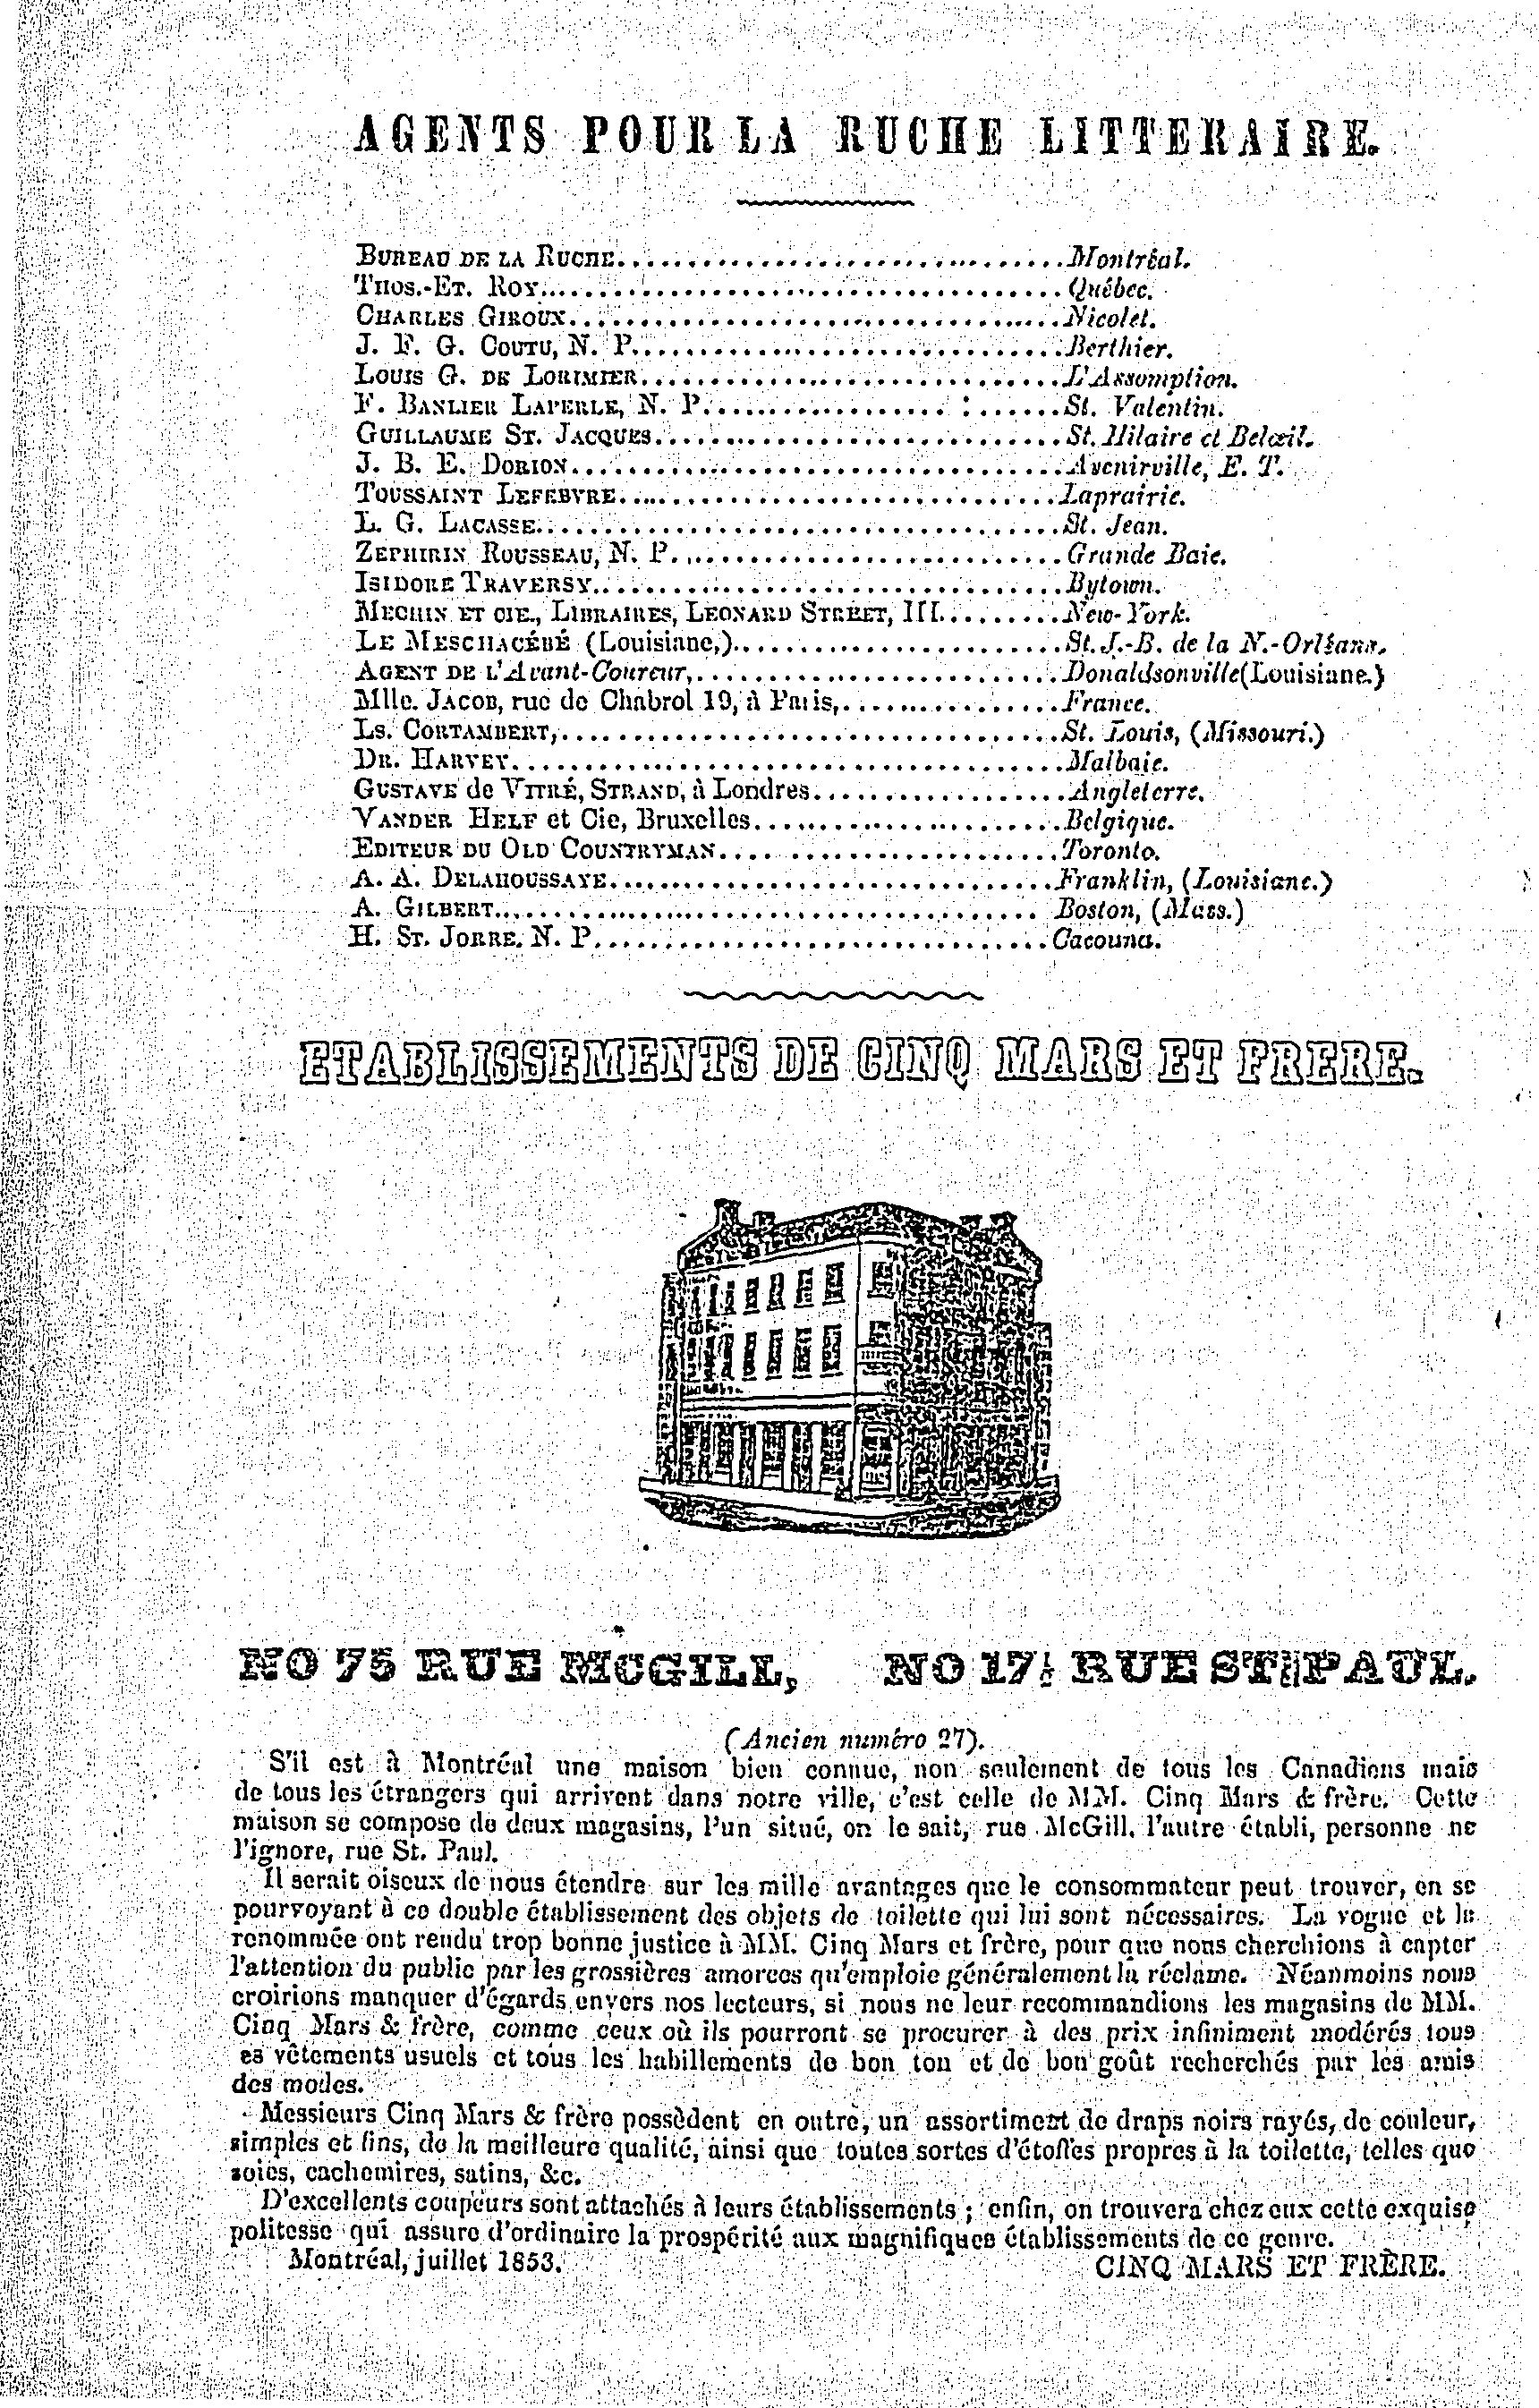 AGENTS POUR LA RUCHE LITTERAIRE.
BUREAU DE LA RUCHE........................................Montréal.
THOS.-ET. ROY........................................Québec.
CHARLES GIROUX........................................Nicolet.
J. F. G. COUTU, N. P........................................Berthier.
LOUIS G. DE LORIMIER........................................L'Assomption.
F. BANLIER LAPERLE, N. P........................................St. Valentin.
GUILLAUME ST. JACQUES........................................St. Hilaire et Belœil.
J. B. E. DORION........................................Avenirville, E. T.
TOUSSAINT LEFEBVRE........................................Laprairie.
L. G. LACASSE........................................St. Jean.
ZEPHIRIN ROUSSEAU, N. P........................................Grande Baie.
ISIDORE TRAVERSY........................................Bytown.
MECHIN ET CIE., LIBRAIRES, LEONARD STREET, III.........New-York.
LE MESCHACÉBÉ (Louisiane,)........................St. J.-B. de la N.-Orléans.
AGENT DE L'Avant-Coureur,..........................Donaldsonville (Louisiane.)
Mlle. JACOB, rue de Chabrol 19, à Paris,................France.
LS. CORTAMBERT,....................................St. Louis, (Missouri.)
DR. HARVEY........................................Malbaie.
GUSTAVE de VITRÉ, STRAND, à Londres..................Angleterre.
VANDER HELF et Cie, Bruxelles......................Belgique.
EDITEUR DU OLD COUNTRYMAN........................Toronto.
A. A. DELAHOUSSAYE................................Franklin, (Louisiane.)
A. GILBERT........................................Boston, (Mass.)
H. ST. JORRE. N. P................................Cacouna.
ETABLISSEMENTS DE CINQ MARS ET FRERE.
NO 75 RUE MCGILL, NO 17½ RUE ST PAUL.
(Ancien numéro 27).
S'il est à Montréal une maison bien connue, non seulement de tous les Canadiens mais
de tous les étrangers qui arrivent dans notre ville, c'est celle de MM. Cinq Mars & frère. Cette
maison se compose de deux magasins, l'un situé, on le sait, rue McGill, l'autre établi, personne ne
l'ignore, rue St. Paul.
Il serait oiseux de nous étendre sur les mille avantages que le consommateur peut trouver, en se
pourvoyant à ce double établissement des objets de toilette qui lui sont nécessaires. La vogue et la
renommée ont rendu trop bonne justice à MM. Cinq Mars et frère, pour que nous cherchions à capter
l'attention du public par les grossières amorces qu'emploie généralement la réclame. Néanmoins nous
croirions manquer d'égards envers nos lecteurs, si nous ne leur recommandions les magasins de MM.
Cinq Mars & frère, comme ceux où ils pourront se procurer à des prix infiniment modérés tous
es vêtements usuels et tous les habillements de bon ton et de bon goût recherchés par les amis
des modes.
Messieurs Cinq Mars & frère possèdent en outre, un assortiment de draps noirs rayés, de couleur,
simples et fins, de la meilleure qualité, ainsi que toutes sortes d'étoffes propres à la toilette, telles que
soies, cachemires, satins, &c.
D'excellents coupeurs sont attachés à leurs établissements ; enfin, on trouvera chez eux cette exquise
politesse qui assure d'ordinaire la prospérité aux magnifiques établissements de ce genre.
Montréal, juillet 1853. CINQ MARS ET FRÈRE.